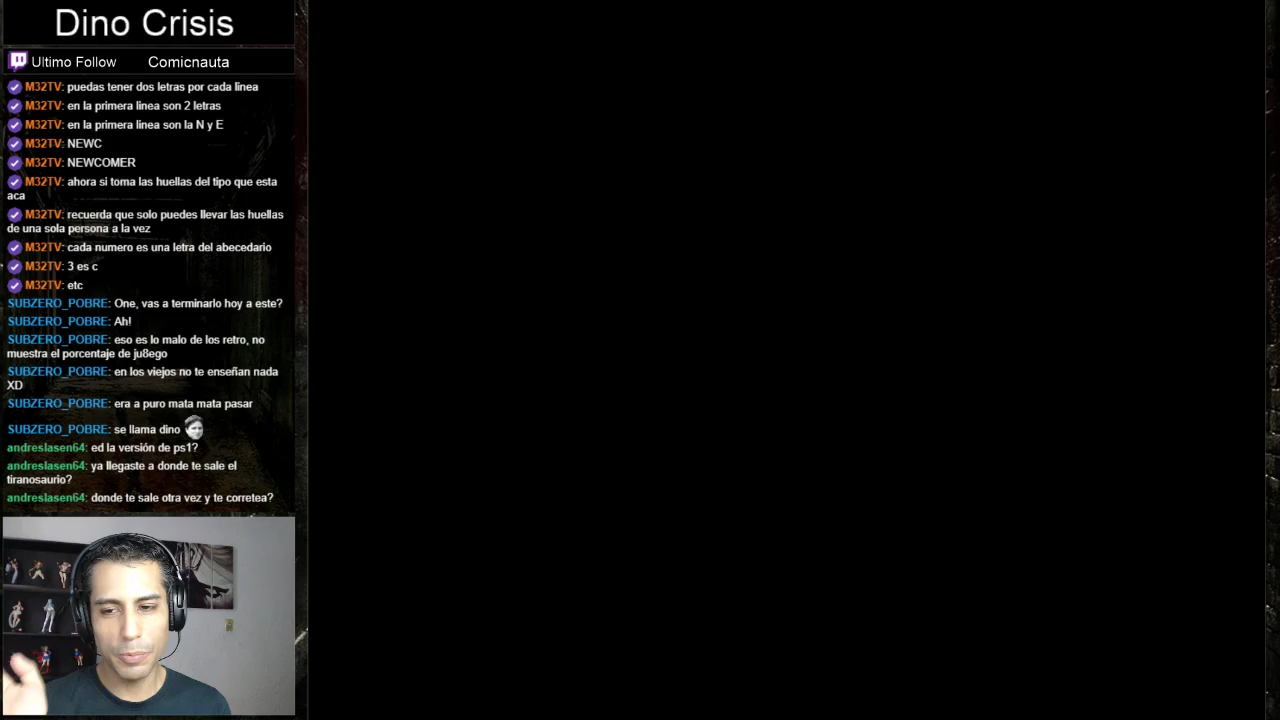 Dino Crisis
Ultimo Follow Comicnauta
M32TV: puedas tener dos letras por cada linea
M32TV: en la primera linea son 2 letras
M32TV: en la primera linea son la N y E
M32TV: NEWC
M32TV: NEWCOMER
M32TV: ahora si toma las huellas del tipo que esta
aca
M32TV: recuerda que solo puedes llevar las huellas
de una sola persona a la vez
M32TV: cada numero es una letra del abecedario
M32TV: 3 es c
M32TV: etc
SUBZERO_POBRE: One, vas a terminarlo hoy a este?
SUBZERO_POBRE: Ah!
SUBZERO_POBRE: eso es lo malo de los retro, no
muestra el porcentaje de ju8ego
SUBZERO_POBRE: en los viejos no te enseñan nada
XD
SUBZERO_POBRE: era a puro mata mata pasar
SUBZERO_POBRE: se llama dino
andreslasen64: ed la versión de ps1?
andreslasen64: ya llegaste a donde te sale el
tiranosaurio?
andreslasen64: donde te sale otra vez y te corretea?